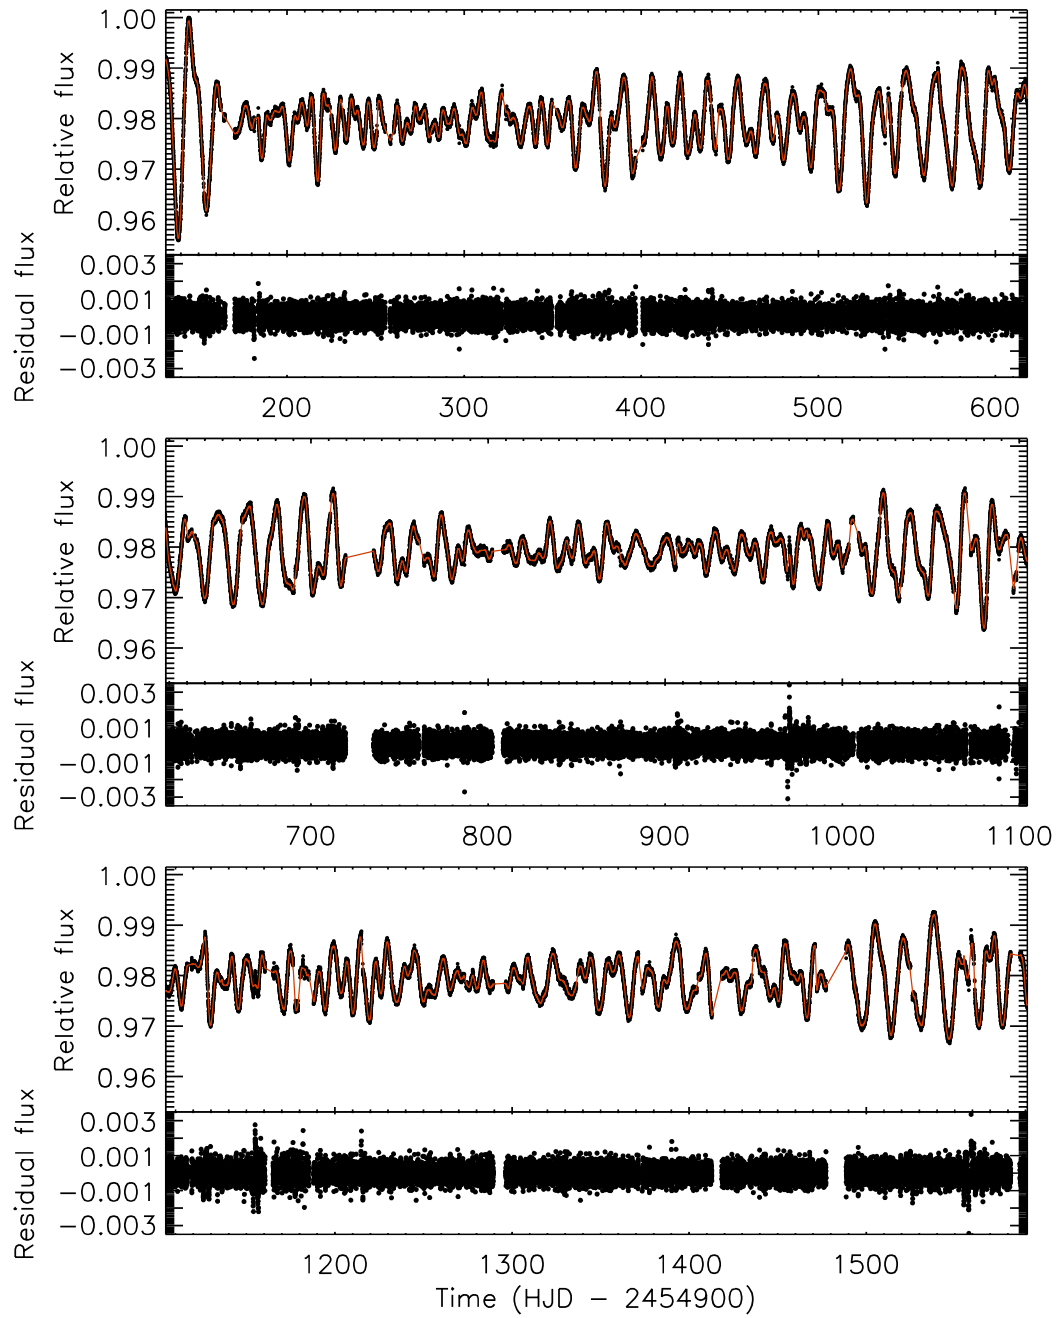 1.00
0.99
0.98
0.97
0.96
Relative flux
0.003
0.001
−0.001
−0.003
Residual flux
200 300 400 500 600
1.00
0.99
0.98
0.97
0.96
Relative flux
0.003
0.001
−0.001
−0.003
Residual flux
700 800 900 1000 1100
1.00
0.99
0.98
0.97
0.96
Relative flux
0.003
0.001
−0.001
−0.003
Residual flux
1200 1300 1400 1500
Time (HJD − 2454900)